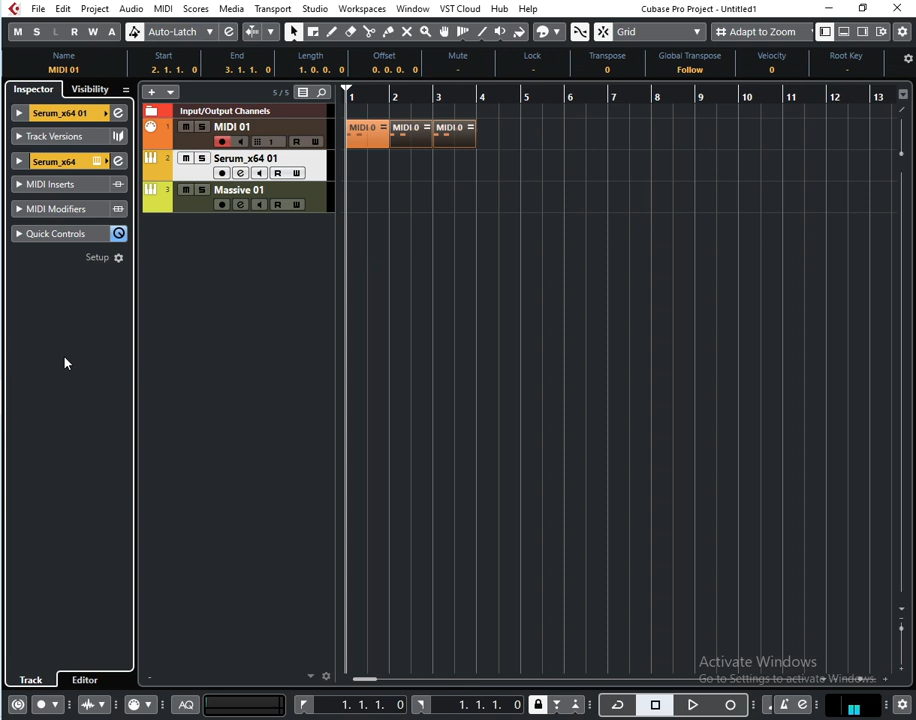 File Edit Project Audio MIDI Scores Media Transport Studio Workspaces Window VST Cloud Hub Help Cubase Pro Project - Untitled1
M S L R W A Auto-Latch Grid Adapt to Zoom
Name Start End Length Offset Mute Lock Transpose Global Transpose Velocity Root Key
MIDI 01 2. 1. 1. 0 3. 1. 1. 0 1. 0. 0. 0 0. 0. 0. 0 - - 0 Follow 0 -
Inspector Visibility 5 / 5 1 2 3 4 5 6 7 8 9 10 11 12 13
Serum_x64 01 Input/Output Channels
1 m S MIDI 01 MIDI 0 MIDI 0 MIDI 0
Track Versions 1 R W
Serum_x64 2 m S Serum_x64 01
R W
MIDI Inserts 3 m S Massive 01
MIDI Modifiers R W
Quick Controls
Setup
Activate Windows
Go to Settings to activate Windows.
Track Editor -
AQ 1. 1. 1. 0 1. 1. 1. 0